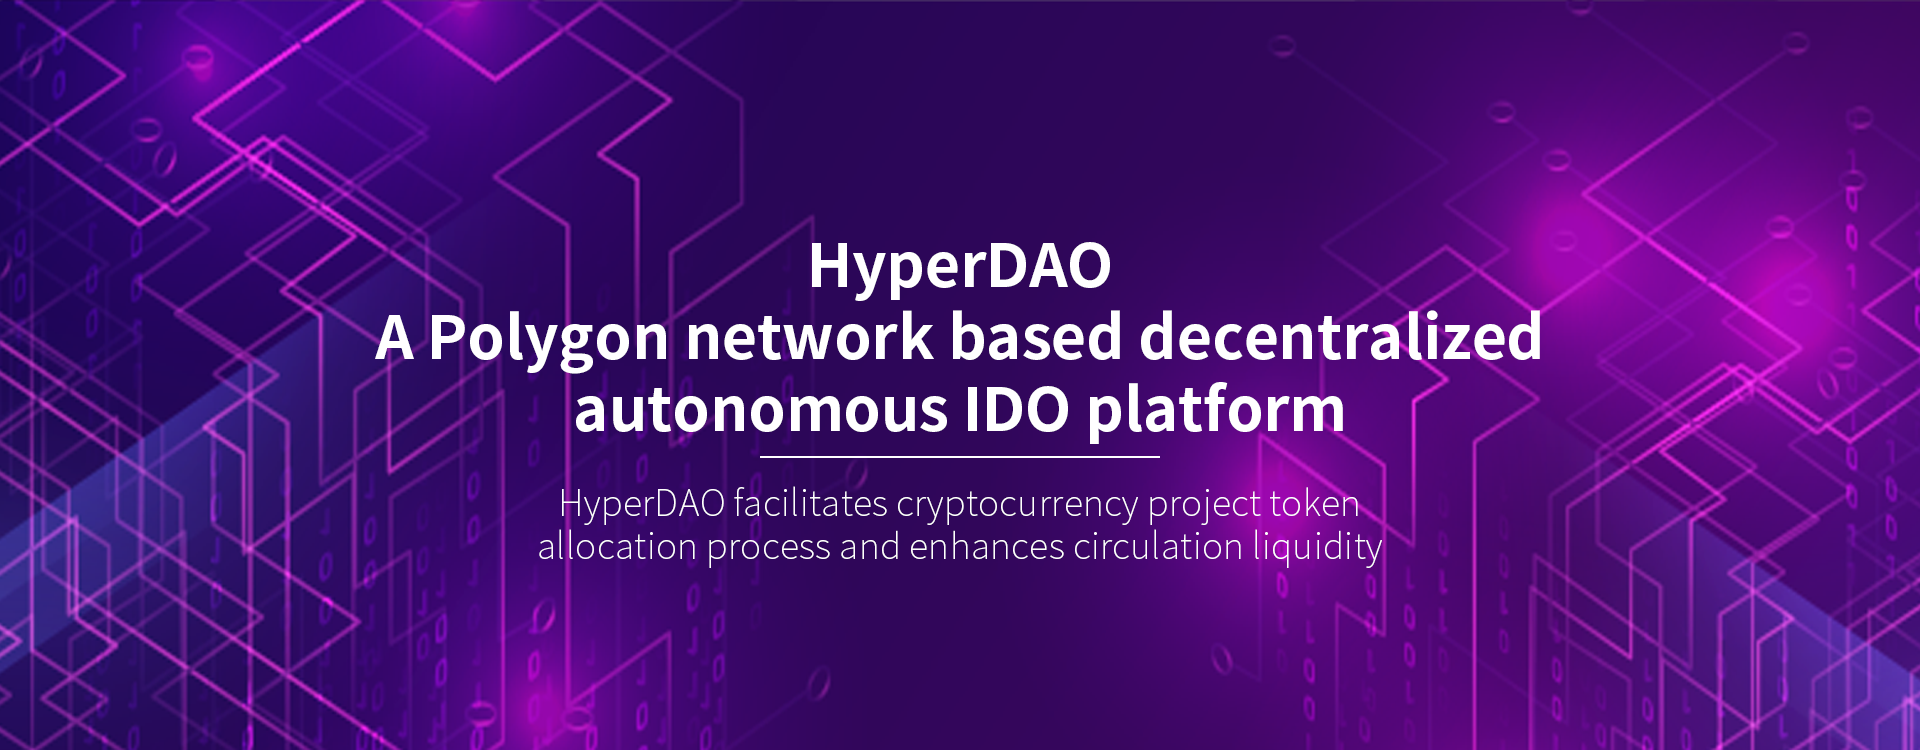 HyperDAO
A Polygon network based decentralized
autonomous IDO platform
HyperDAO facilitates cryptocurrency project token
allocation process and enhances circulation liquidity